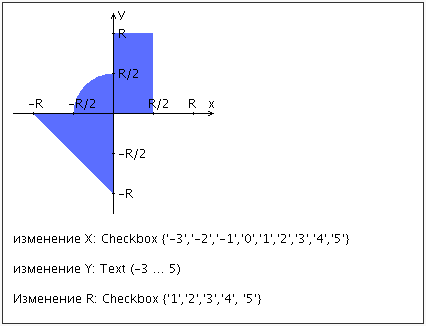 Y
R
R/2
-R -R/2 R/2 R x
-R/2
-R
изменение X: Checkbox {'-3','-2','-1','0','1','2','3','4','5'}
изменение Y: Text (-3 ... 5)
Изменение R: Checkbox {'1','2','3','4', '5'}